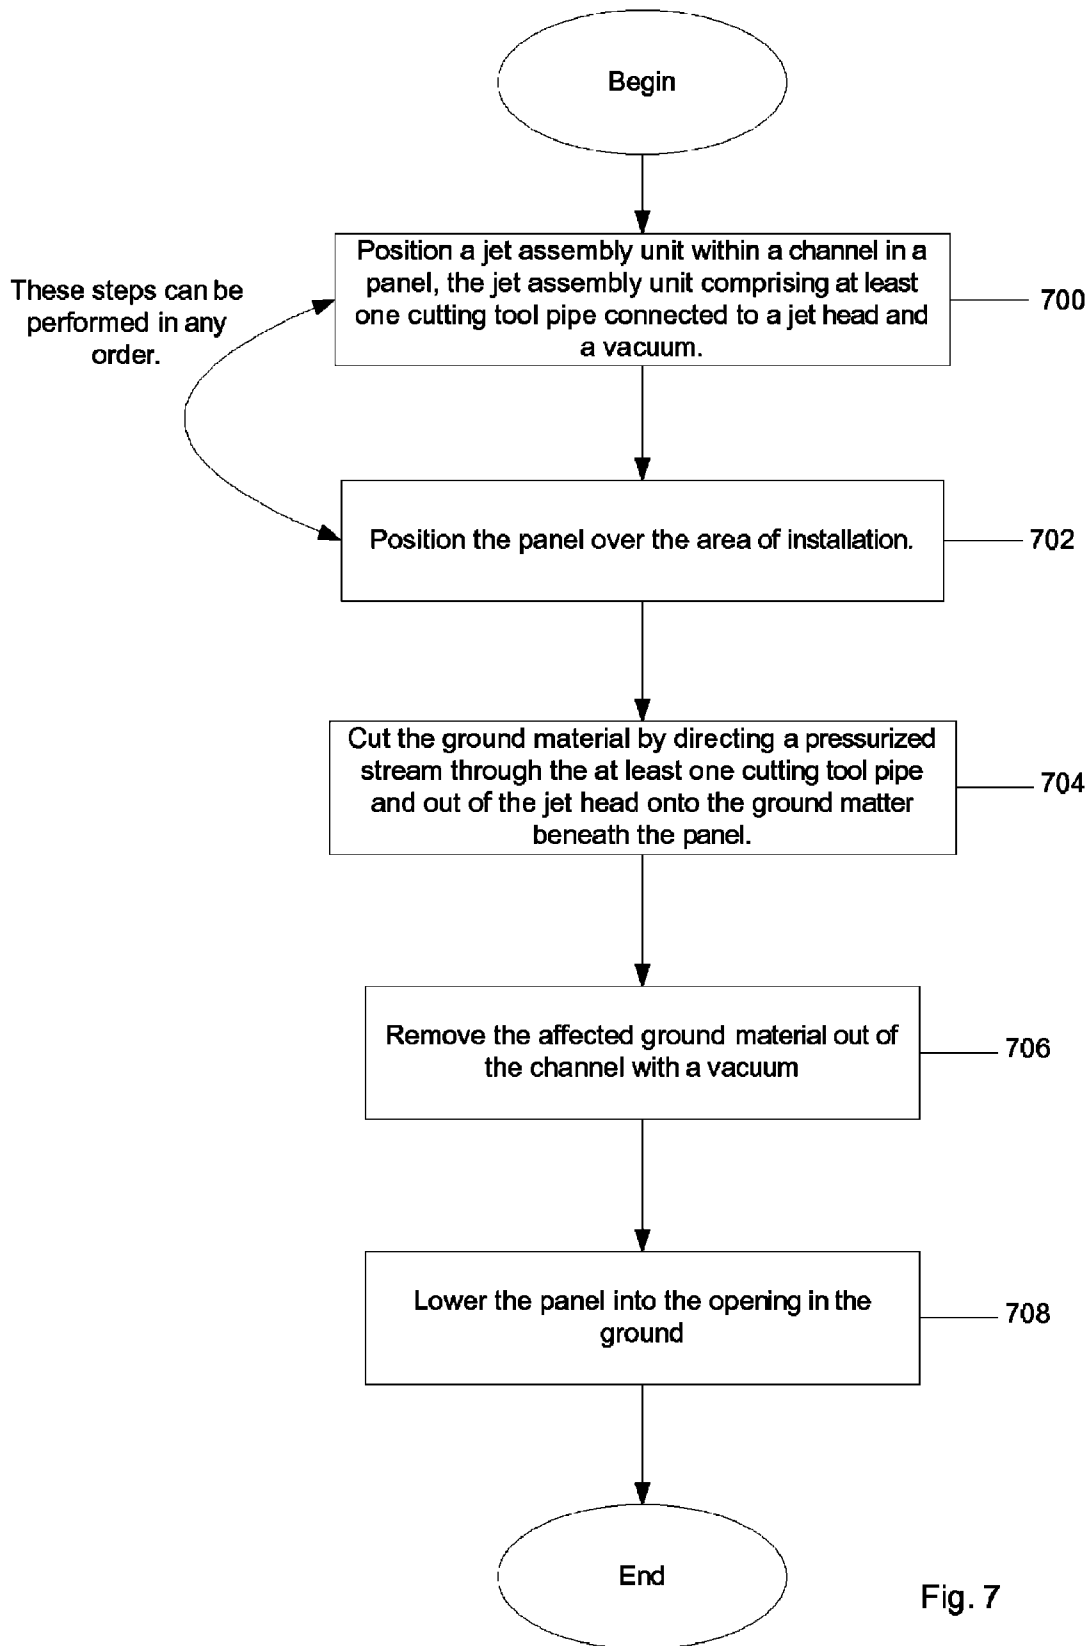 Begin
Position a jet assembly unit within a channel in a
panel, the jet assembly unit comprising at least
one cutting tool pipe connected to a jet head and
a vacuum.
700
These steps can be
performed in any
order.
Position the panel over the area of installation.
702
Cut the ground material by directing a pressurized
stream through the at least one cutting tool pipe
and out of the jet head onto the ground matter
beneath the panel.
704
Remove the affected ground material out of
the channel with a vacuum
706
Lower the panel into the opening in the
ground
708
End
Fig. 7